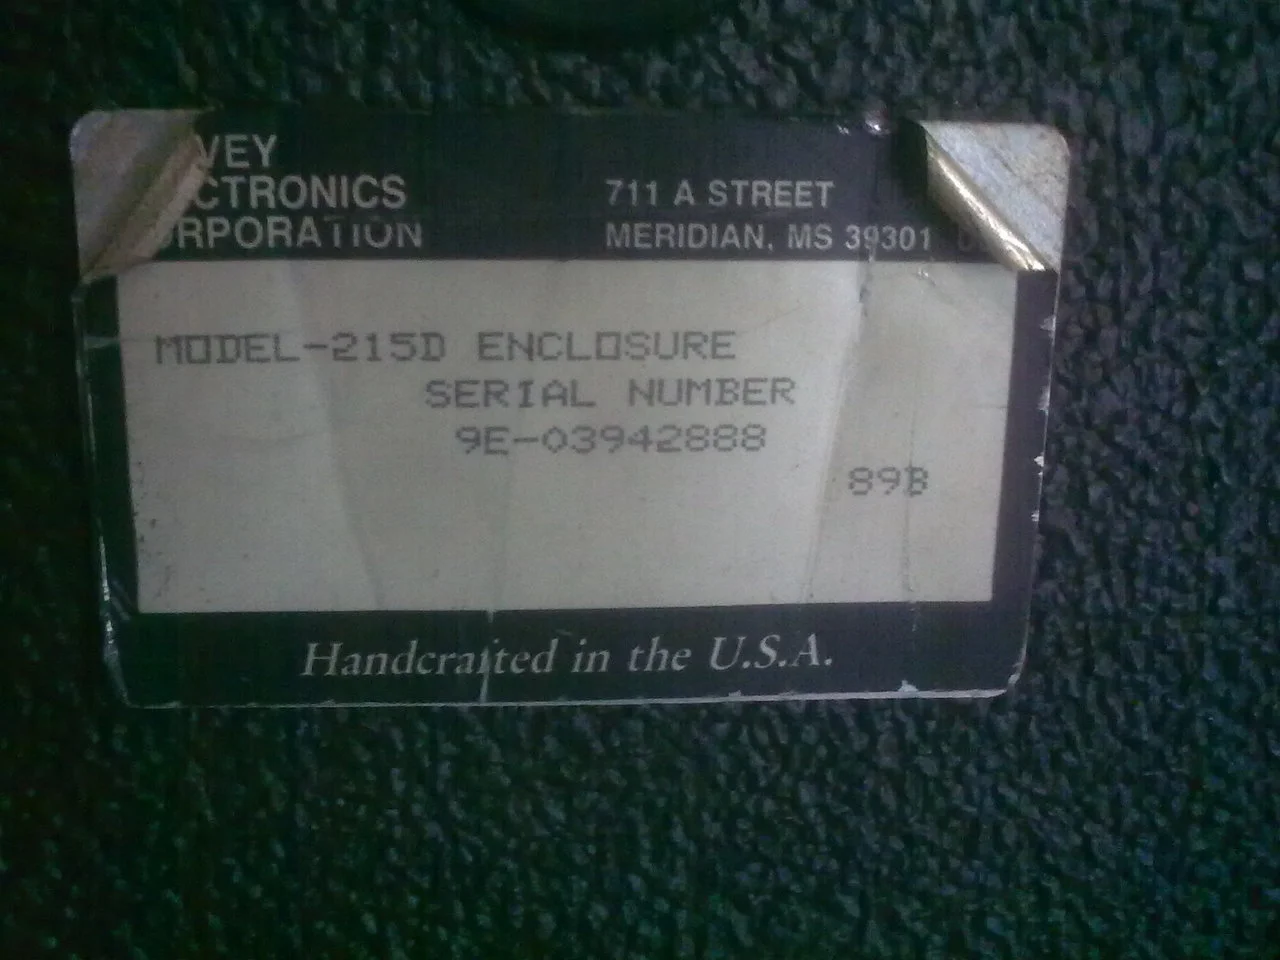 VEY
CTRONICS
RPORATION
711 A STREET
MERIDIAN, MS 39301
MODEL-215D ENCLOSURE
SERIAL NUMBER
9E-03942888
89B
Handcrafted in the U.S.A.